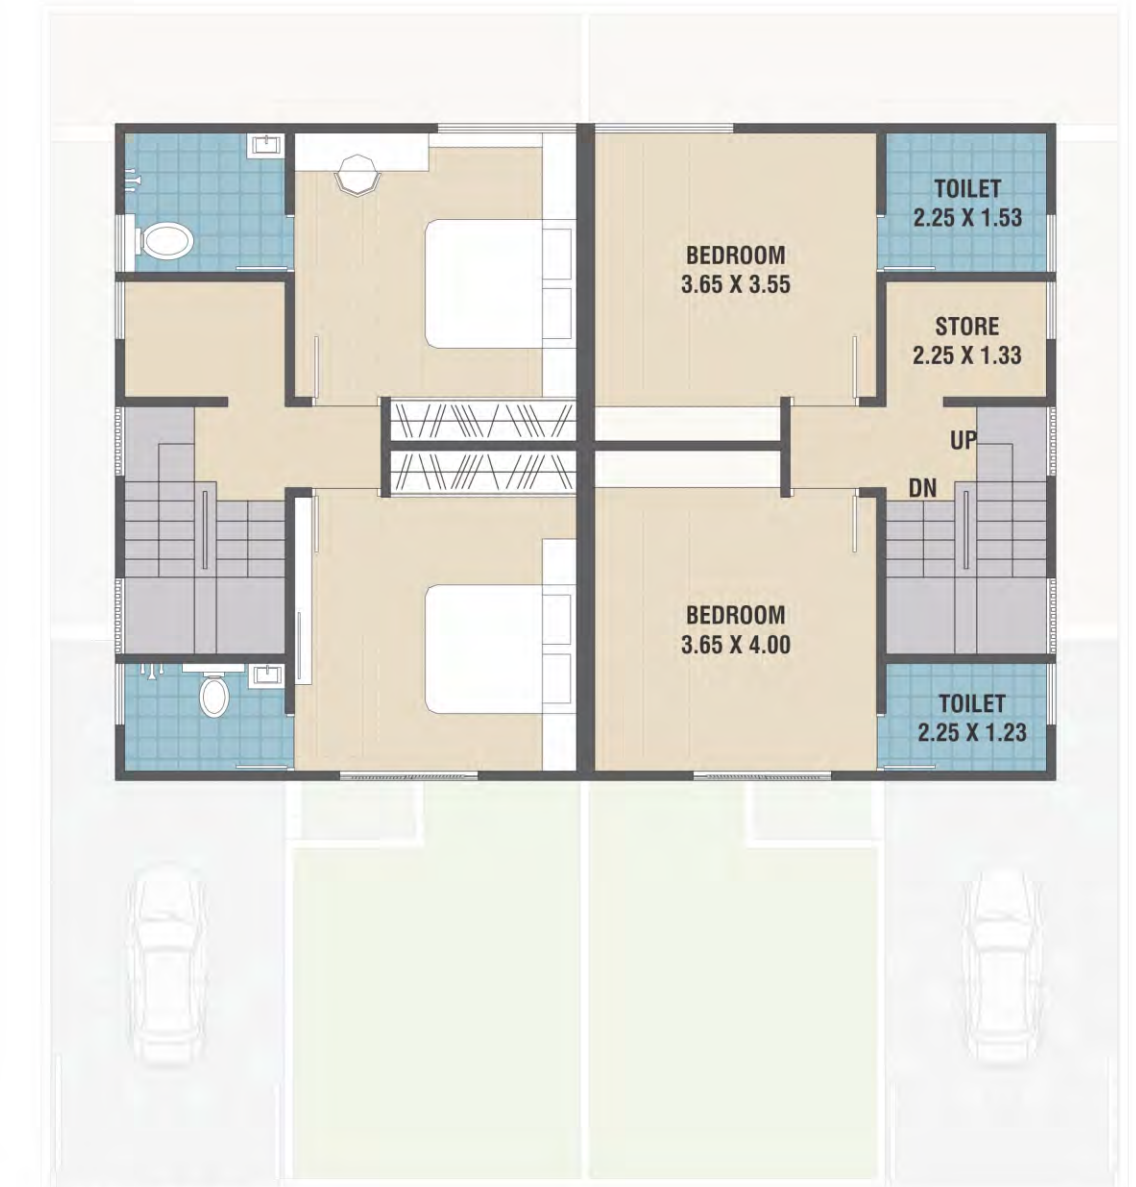 TOILET
2.25 X 1.53
BEDROOM
3.65 X 3.55
STORE
2.25 X 1.33
UP
DN
BEDROOM
3.65 X 4.00
TOILET
2.25 X 1.23